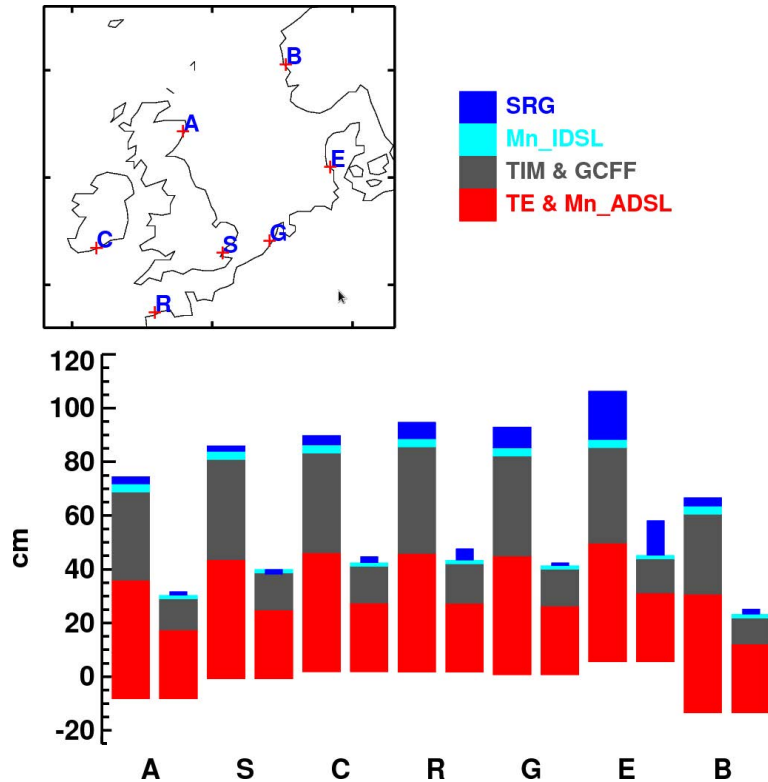 B
A
E
C
S
G
R
SRG
Mn_IDSL
TIM & GCFF
TE & Mn_ADSL
120
100
80
60
40
20
0
-20
cm
A S C R G E B